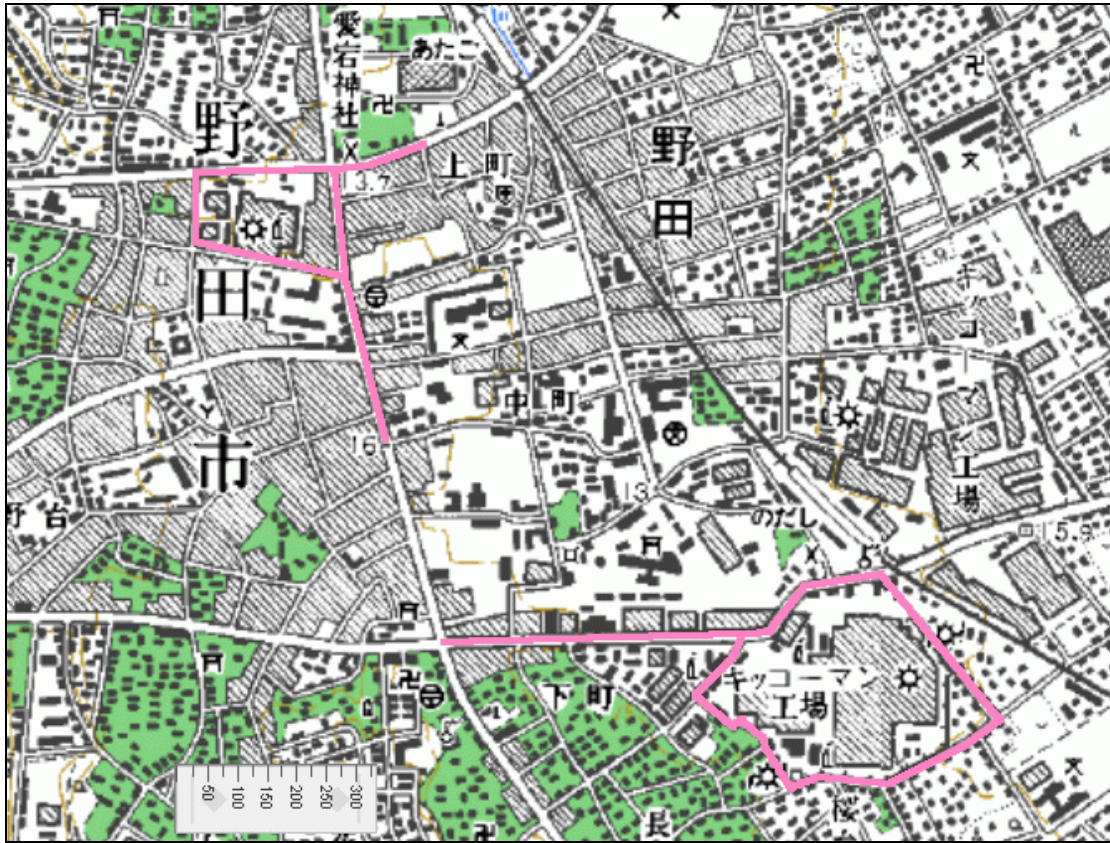 愛宕神社
あたご
野田市
野田
上町
13.7
キッコーマン工場
中町
16
13
のだし
15.9
野台
キッコーマン
工場
下町
長
桜
50 100 150 200 250 300